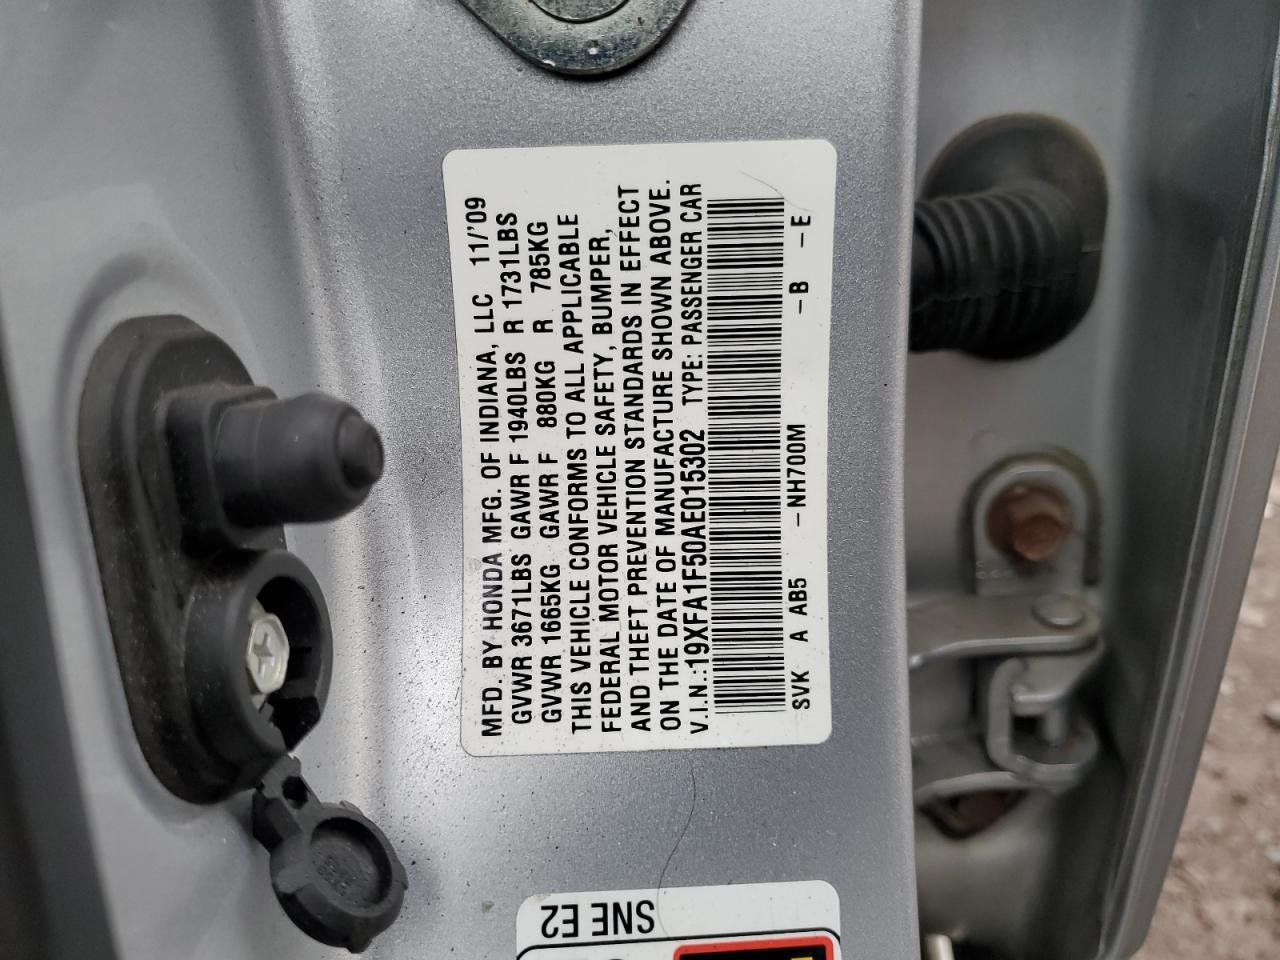 MFD. BY HONDA MFG. OF INDIANA, LLC 11/'09
GVWR 3671LBS GAWR F 1940LBS R 1731LBS
GVWR 1665KG GAWR F 880KG R 785KG
THIS VEHICLE CONFORMS TO ALL APPLICABLE
FEDERAL MOTOR VEHICLE SAFETY, BUMPER,
AND THEFT PREVENTION STANDARDS IN EFFECT
ON THE DATE OF MANUFACTURE SHOWN ABOVE.
V.I.N.:19XFA1F50AE015302 TYPE: PASSENGER CAR
SVK A AB5 -NH700M -B -E
SNE E2